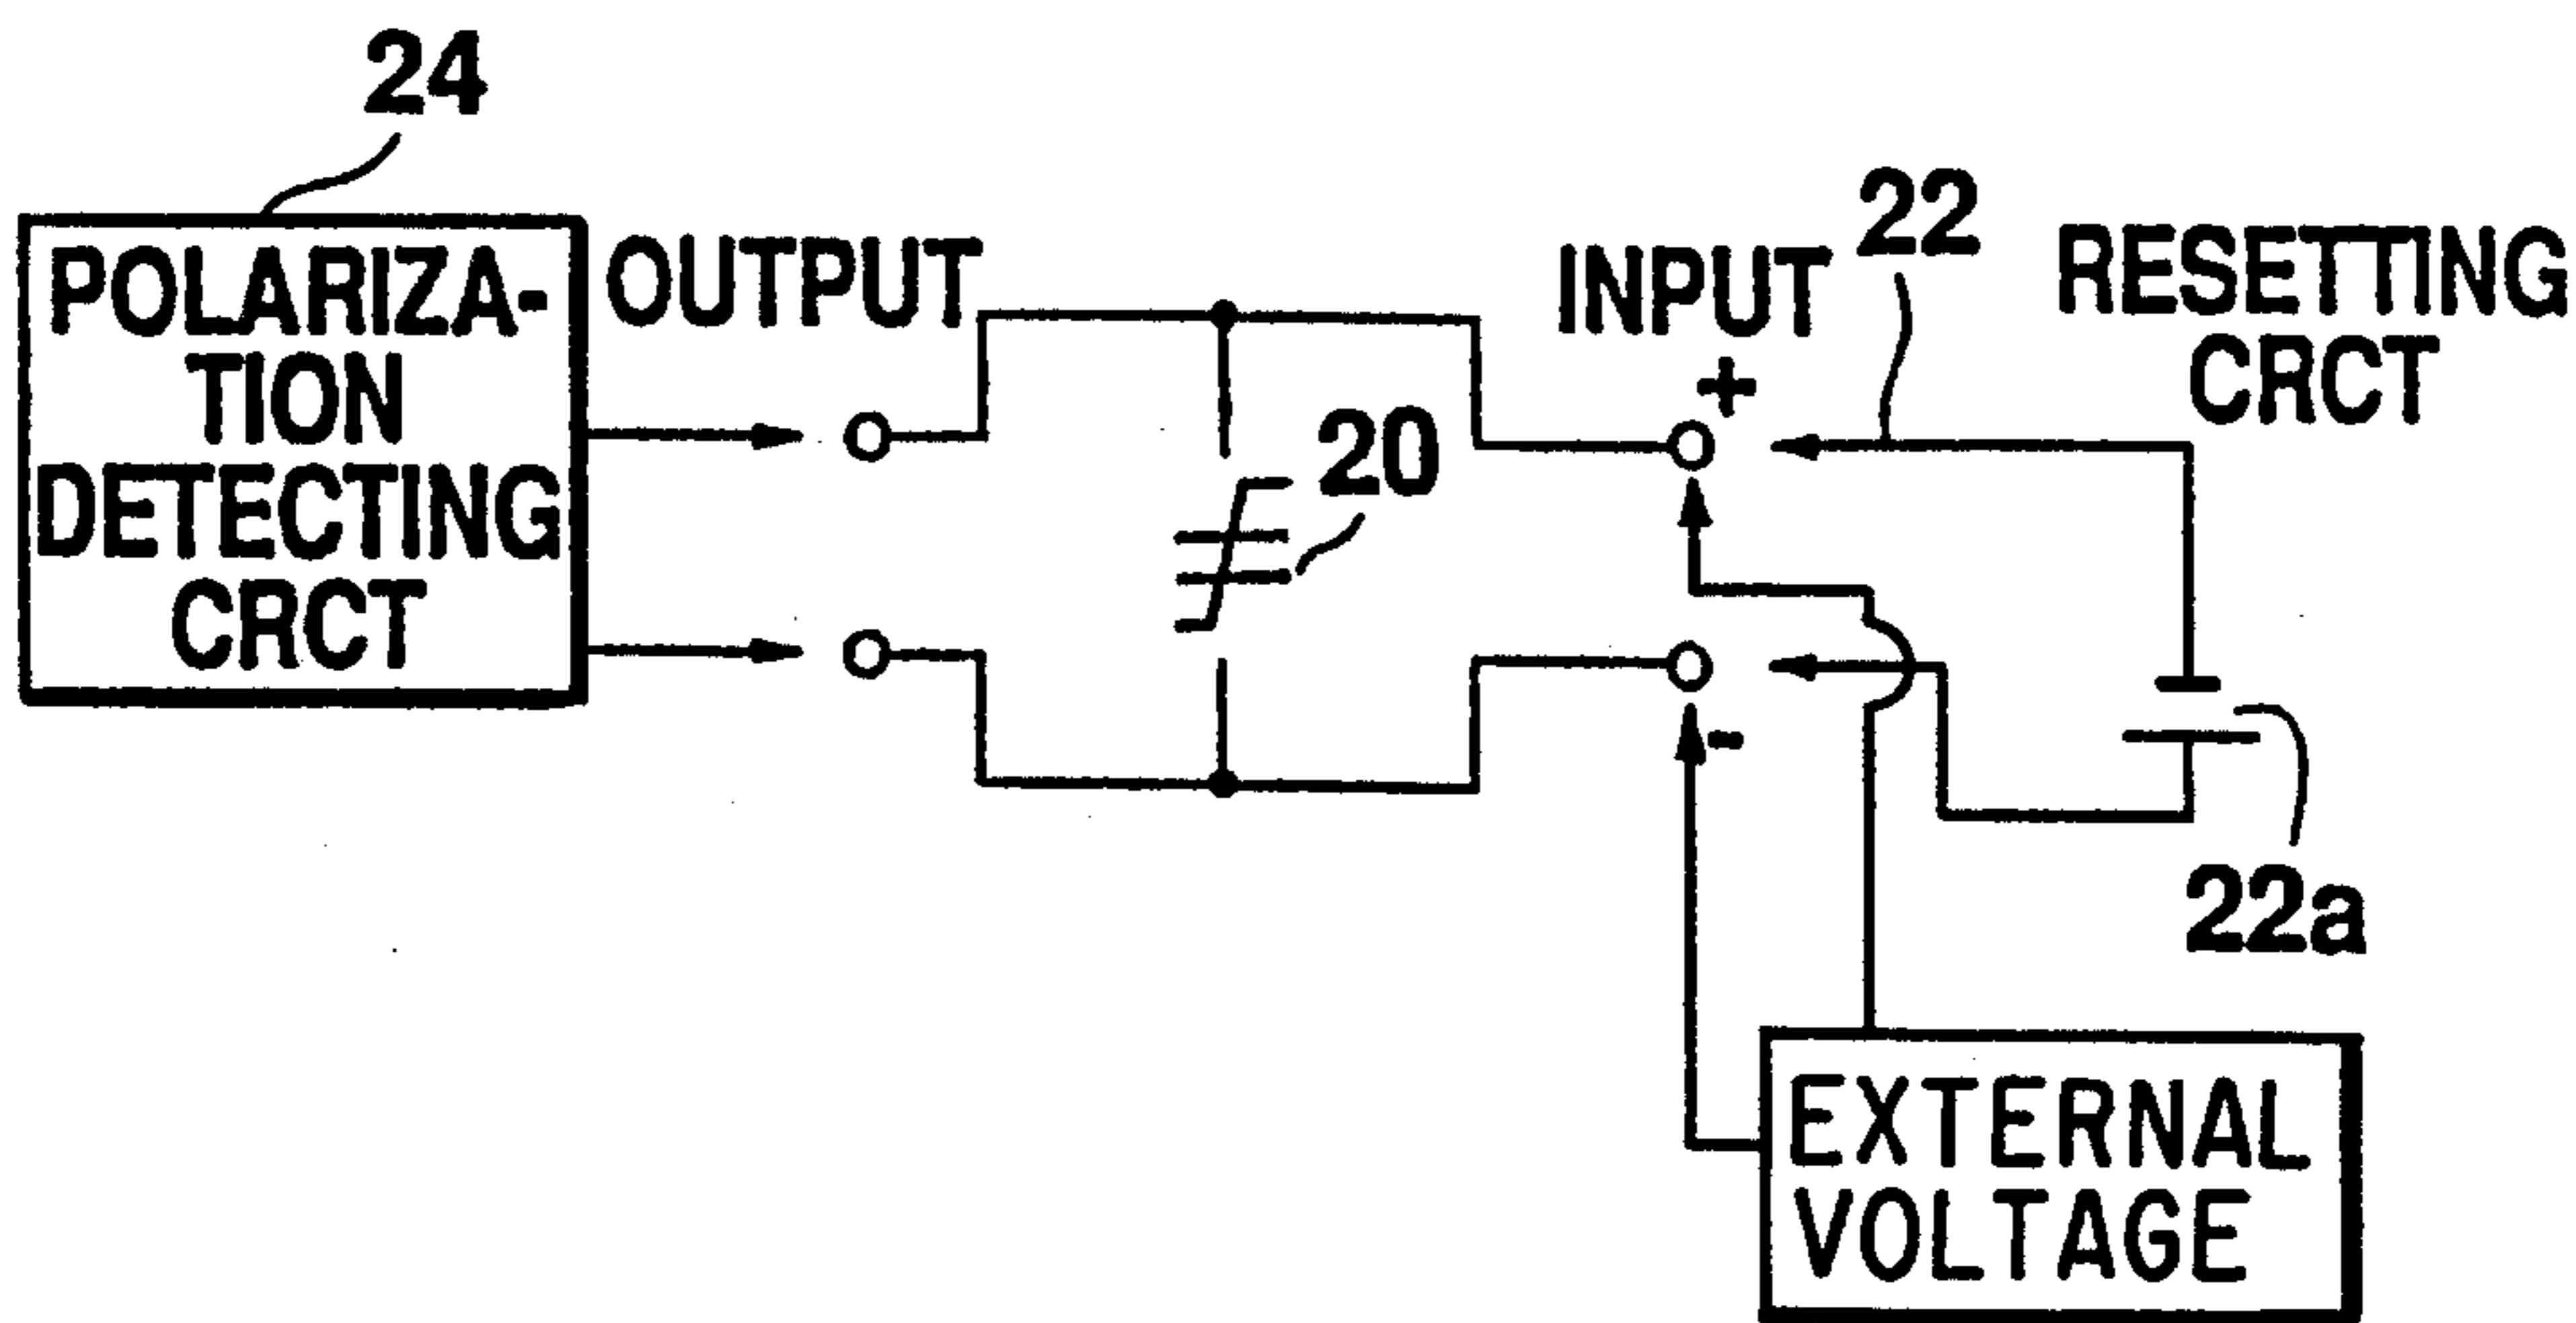 24
POLARIZA-
TION
DETECTING
CRCT
OUTPUT
20
INPUT
+
-
22
RESETTING
CRCT
22a
EXTERNAL
VOLTAGE